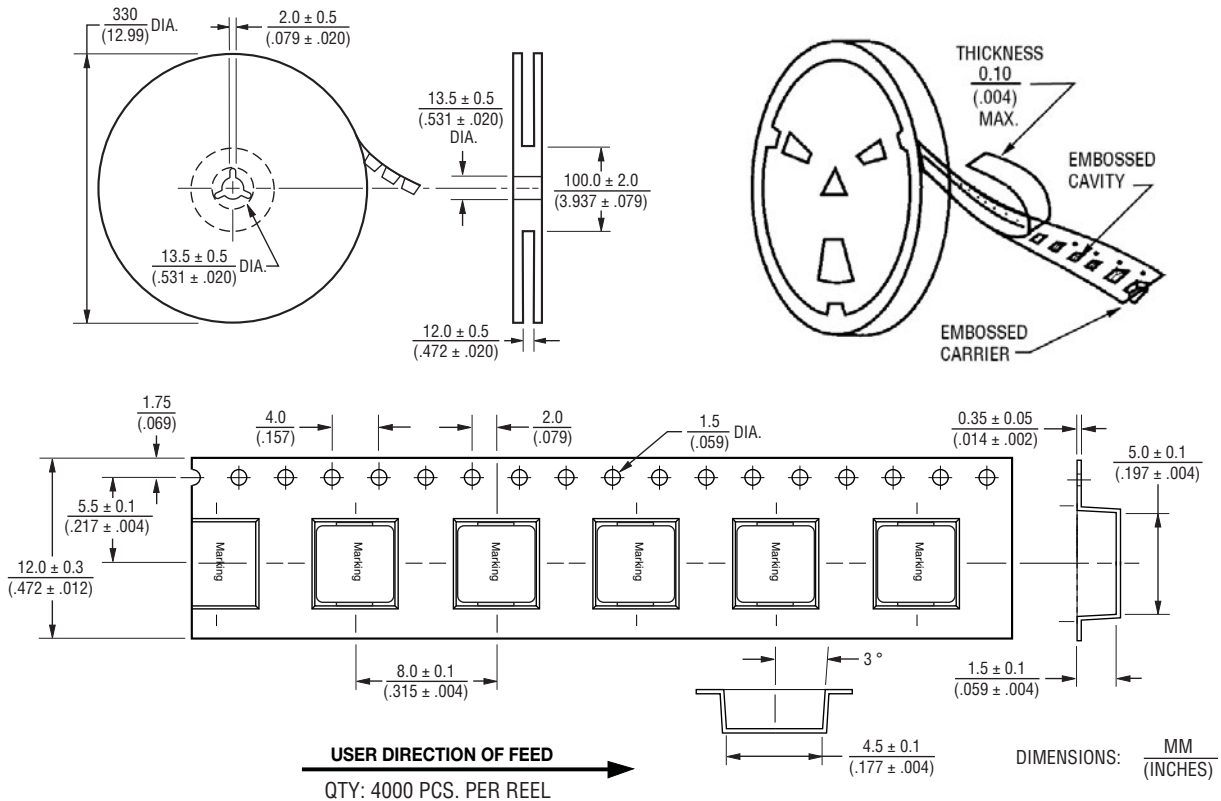 330
(12.99) DIA.
2.0 ± 0.5
(.079 ± .020)
13.5 ± 0.5
(.531 ± .020)
DIA.
100.0 ± 2.0
(3.937 ± .079)
13.5 ± 0.5
(.531 ± .020) DIA.
12.0 ± 0.5
(.472 ± .020)
THICKNESS
0.10
(.004)
MAX.
EMBOSSED
CAVITY
EMBOSSED
CARRIER
1.75
(.069)
4.0
(.157)
2.0
(.079)
1.5
(.059) DIA.
0.35 ± 0.05
(.014 ± .002)
5.0 ± 0.1
(.197 ± .004)
5.5 ± 0.1
(.217 ± .004)
12.0 ± 0.3
(.472 ± .012)
Marking
Marking
Marking
Marking
Marking
Marking
8.0 ± 0.1
(.315 ± .004)
3 °
1.5 ± 0.1
(.059 ± .004)
4.5 ± 0.1
(.177 ± .004)
USER DIRECTION OF FEED
QTY: 4000 PCS. PER REEL
DIMENSIONS: MM
(INCHES)